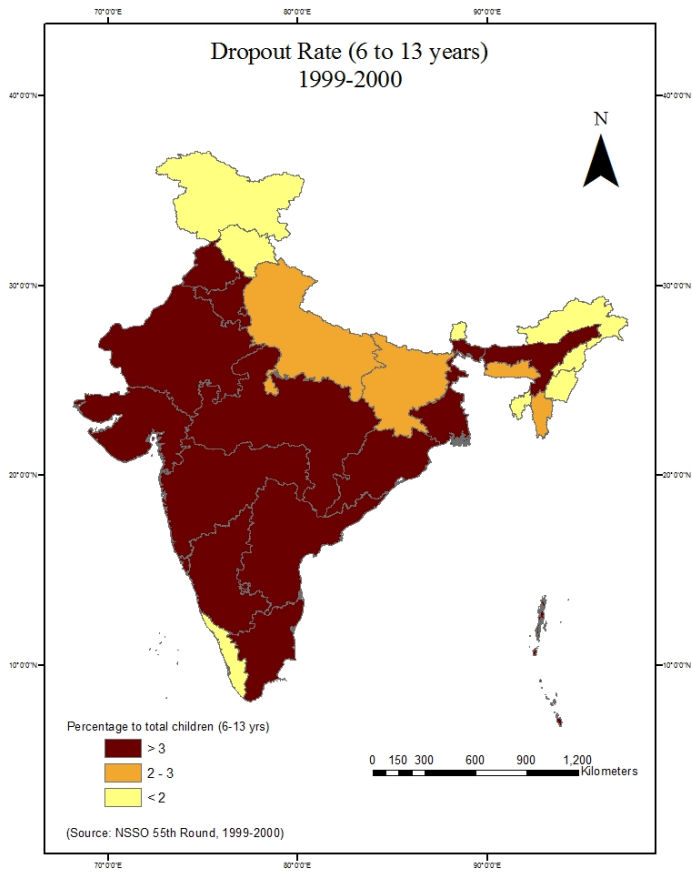 70°0'0"E 80°0'0"E 90°0'0"E
Dropout Rate (6 to 13 years)
1999-2000
40°0'0"N 40°0'0"N
N
30°0'0"N 30°0'0"N
20°0'0"N 20°0'0"N
10°0'0"N 10°0'0"N
Percentage to total children (6-13 yrs)
> 3
2 - 3
< 2
0 150 300 600 900 1,200
Kilometers
(Source: NSSO 55th Round, 1999-2000)
70°0'0"E 80°0'0"E 90°0'0"E